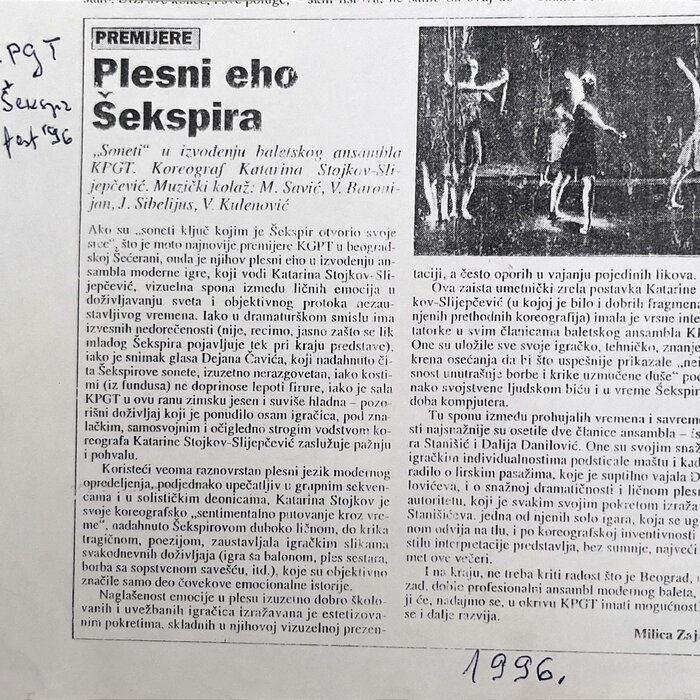 KPGT
Šekspir
fest '96
PREMIJERE
Plesni eho
Šekspira
„Soneti" u izvođenju baletskog ansambla
KPGT. Koreograf Katarina Stojkov-Sli-
jepčević. Muzički kolaž: M. Savić, V. Baroni-
jan, J. Sibelijus, V. Kulenović
Ako su „soneti ključ kojim je Šekspir otvorio svoje
srce", što je moto najnovije premijere KGPT u beograd-
skoj Šećerani, onda je njihov plesni eho u izvođenju an-
sambla moderne igre, koji vodi Katarina Stojkov-Sli-
jepčević, vizuelna spona između ličnih emocija u
doživljavanju sveta i objektivnog protoka nezau-
stavljivog vremena. Iako u dramaturškom smislu ima
izvesnih nedorečenosti (nije, recimo, jasno zašto se lik
mladog Šekspira pojavljuje tek pri kraju predstave),
iako je snimak glasa Dejana Čavića, koji nadahnuto či-
ta Šekspirove sonete, izuzetno nerazgovetan, iako kosti-
mi (iz fundusa) ne doprinose lepoti firure, iako je sala
KPGT u ovu ranu zimsku jesen i suviše hladna – pozo-
rišni doživljaj koji je ponudilo osam igračica, pod zna-
lačkim, samosvojnim i očigledno strogim vođstvom ko-
reografa Katarine Stojkov-Slijepčević zaslužuje pažnju
i pohvalu.
Koristeći veoma raznovrstan plesni jezik modernog
opredeljenja, podjednako upečatljiv u grupnim sekven-
cama i u solističkim deonicama, Katarina Stojkov je
svoje koreografsko „sentimentalno putovanje kroz vre-
me", nadahnuto Šekspirovom duboko ličnom, do krika
tragičnom, poezijom, zaustavljala igračkim slikama
svakodnevnih doživljaja (igra sa balonom, ples sestara,
borba sa sopstvenom savešću, itd.), koje su objektivno
značile samo deo čovekove emocionalne istorije.
Naglašenost emocije u plesu izuzetno dobro školo-
vanih i uvežbanih igračica izražavana je estetizova-
nim pokretima, skladnih u njihovoj vizuelnoj prezen-
taciji, a često oporih u vajanju pojedinih likova.
Ova zaista umetnički zrela postavka Katarine
kov-Slijepčević (u kojoj je bilo i dobrih fragmena
njenih prethodnih koreografija) imala je vrsne inte
tatorke u svim članicama baletskog ansambla K
One su uložile sve svoje igračko, tehničko, znanje
krena osećanja da bi što uspešnije prikazale „nei
snost unutrašnje borbe i krike uzmučene duše" pod
nako svojstvene ljudskom biću i u vreme Šekspir
doba kompjutera.
Tu sponu između prohujalih vremena i savreme
sti najsnažnije su osetile dve članice ansambla –
ra Stanišić i Dalija Danilović. One su svojim snaž
igračkim individualnostima podsticale maštu i kad
radilo o lirskim pasažima, koje je suptilno vajala D
lovićeva, i o snažnoj dramatičnosti i ličnom ples
autoritetu, koji je svakim svojim pokretom izraža
Stanišićeva. jedna od njenih solo igara, koja se ug
nom odvija na tlu, i po koreografskoj inventivnosti
stilu interpretacije predstavlja, bez sumnje, najveći
met ove večeri.
I na kraju, ne treba kriti radost što je Beograd,
zad, dobio profesionalni ansambl modernog baleta,
ji će, nadajmo se, u okrivu KPGT imati mogućnost
se i dalje razvija.
Milica Zaj
1996.